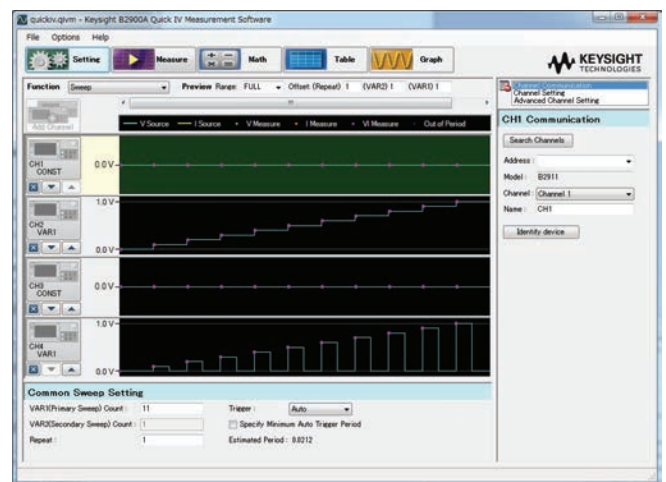 quickiv.qivm - Keysight B2900A Quick IV Measurement Software
File Options Help
Setting Measure Math Table Graph
KEYSIGHT
TECHNOLOGIES
Function Sweep Preview Range: FULL Offset (Repeat) 1 (VAR2) 1 (VAR1) 1
Add Channel
V Source I Source V Measure I Measure VI Measure Out of Period
CH1
CONST
0.0 V
CH2
VAR1
1.0 V
0.0 V
CH3
CONST
0.0 V
CH4
VAR1
1.0 V
0.0 V
Common Sweep Setting
VAR1(Primary Sweep) Count : 11
Trigger : Auto
VAR2(Secondary Sweep) Count : 1
Specify Minimum Auto Trigger Period
Repeat : 1
Estimated Period : 0.0212
Channel Communication
Channel Setting
Advanced Channel Setting
CH1 Communication
Search Channels
Address :
Model : B2911
Channel : Channel 1
Name : CH1
Identify device